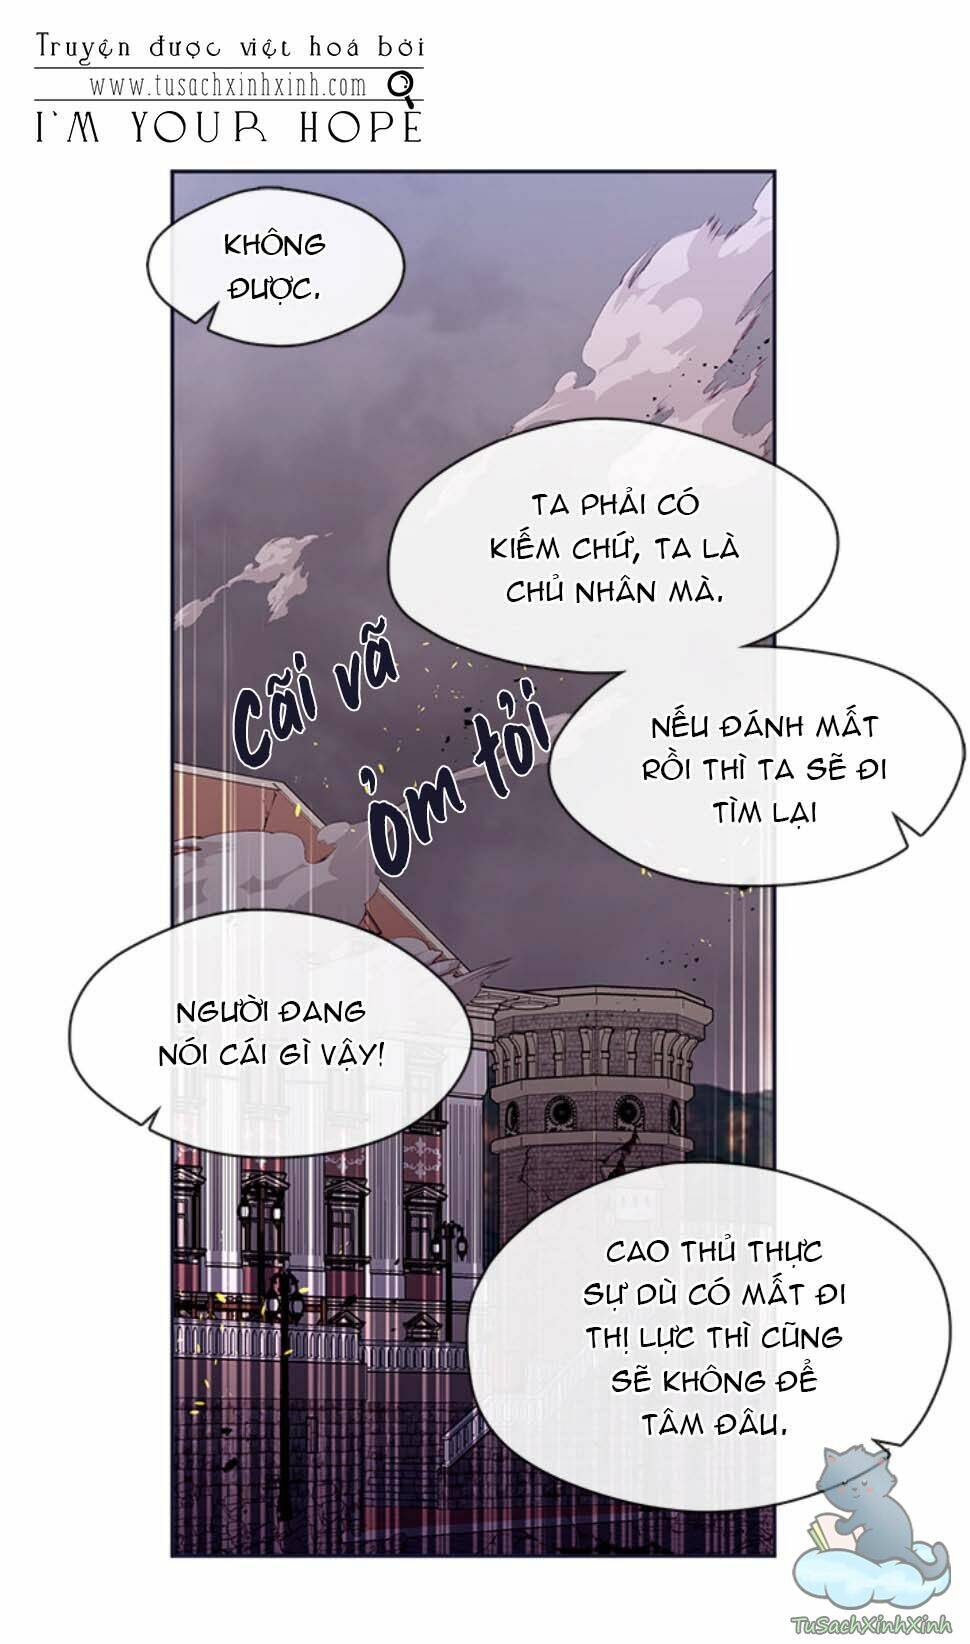 Truyện được việt hoá bởi
www.tusachxinhxinh.com
I'M YOUR HOPE
KHÔNG
ĐƯỢC.
TA PHẢI CÓ
KIẾM CHỨ, TA LÀ
CHỦ NHÂN MÀ.
Cãi vã
ỏm tỏi
NẾU ĐÁNH MẤT
RỒI THÌ TA SẼ ĐI
TÌM LẠI
NGƯỜI ĐANG
NÓI CÁI GÌ VẬY!
CAO THỦ THỰC
SỰ DÙ CÓ MẤT ĐI
THỊ LỰC THÌ CŨNG
SẼ KHÔNG ĐỂ
TÂM ĐÂU.
TuSachXinhXinh